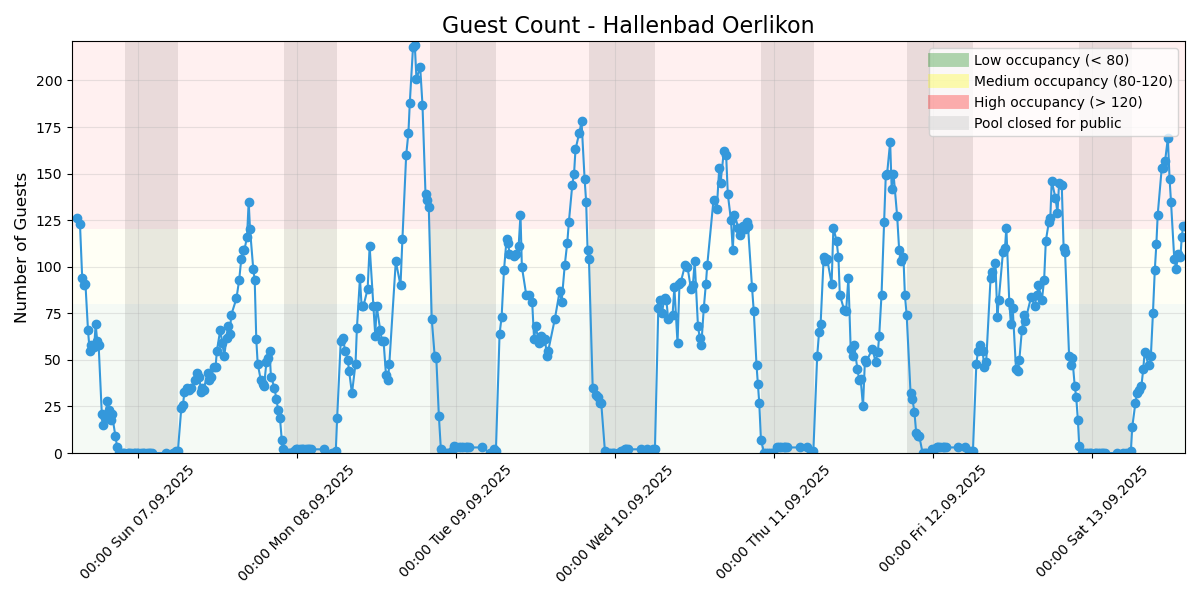 Guest Count - Hallenbad Oerlikon
Number of Guests
200
175
150
125
100
75
50
25
0
Low occupancy (< 80)
Medium occupancy (80-120)
High occupancy (> 120)
Pool closed for public
00:00 Sun 07.09.2025
00:00 Mon 08.09.2025
00:00 Tue 09.09.2025
00:00 Wed 10.09.2025
00:00 Thu 11.09.2025
00:00 Fri 12.09.2025
00:00 Sat 13.09.2025